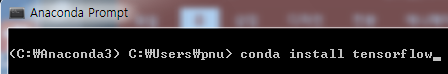 Anaconda Prompt
(C:₩Anaconda3) C:₩Users₩pnu> conda install tensorflow_